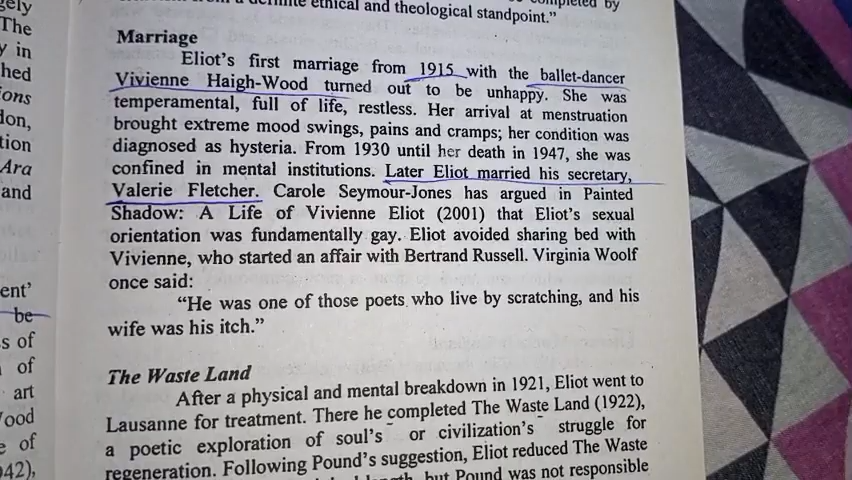 gely
The
y in
hed
ions
don,
tion
Ara
and
ent'
be
s of
of
art
Vood
e of
942),
definite ethical and theological standpoint."
Marriage
Eliot's first marriage from 1915 with the ballet-dancer
Vivienne Haigh-Wood turned out to be unhappy. She was
temperamental, full of life, restless. Her arrival at menstruation
brought extreme mood swings, pains and cramps; her condition was
diagnosed as hysteria. From 1930 until her death in 1947, she was
confined in mental institutions. Later Eliot married his secretary,
Valerie Fletcher. Carole Seymour-Jones has argued in Painted
Shadow: A Life of Vivienne Eliot (2001) that Eliot's sexual
orientation was fundamentally gay. Eliot avoided sharing bed with
Vivienne, who started an affair with Bertrand Russell. Virginia Woolf
once said:
"He was one of those poets who live by scratching, and his
wife was his itch."
The Waste Land
After a physical and mental breakdown in 1921, Eliot went to
Lausanne for treatment. There he completed The Waste Land (1922),
a poetic exploration of soul's or civilization's struggle for
regeneration. Following Pound's suggestion, Eliot reduced The Waste
but Pound was not responsible